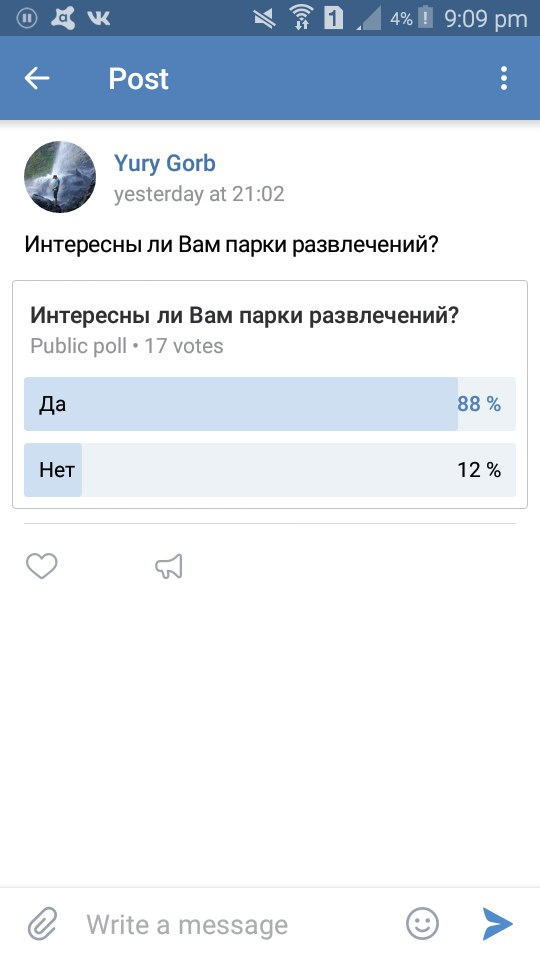 1 4% 9:09 pm
Post
Yury Gorb
yesterday at 21:02
Интересны ли Вам парки развлечений?
Интересны ли Вам парки развлечений?
Public poll • 17 votes
Да 88 %
Нет 12 %
Write a message